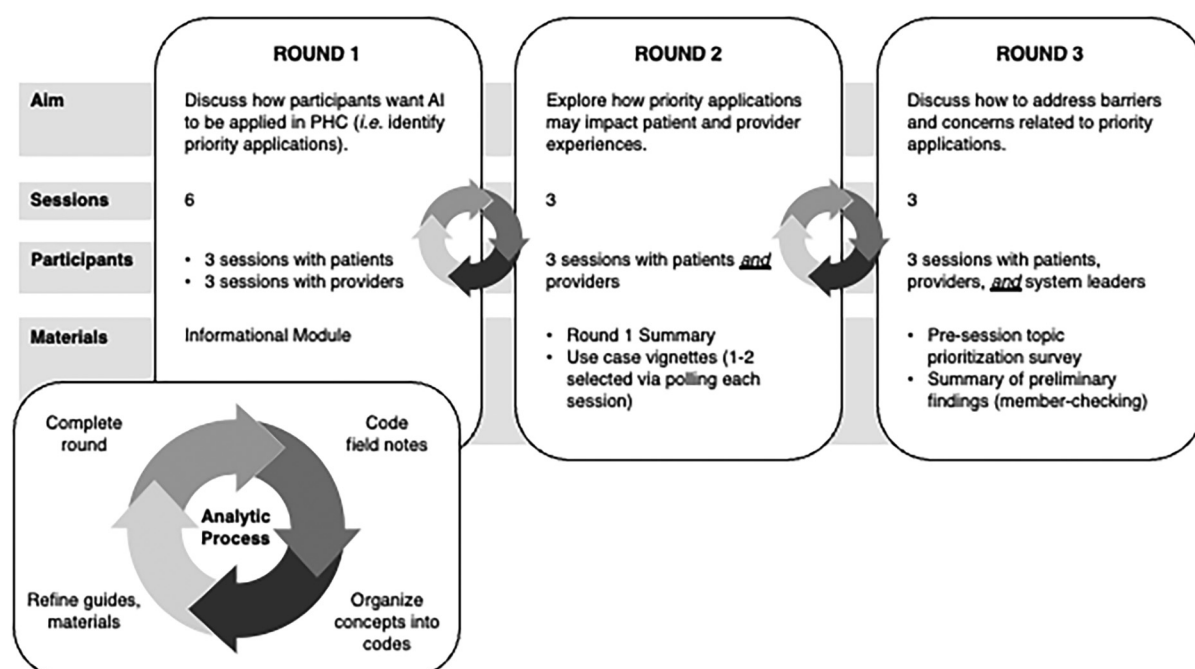 ROUND 1
ROUND 2
ROUND 3
Aim
Discuss how participants want AI
to be applied in PHC (i.e. identify
priority applications).
Explore how priority applications
may impact patient and provider
experiences.
Discuss how to address barriers
and concerns related to priority
applications.
Sessions
6
3
3
Participants
• 3 sessions with patients
• 3 sessions with providers
3 sessions with patients and
providers
3 sessions with patients,
providers, and system leaders
Materials
Informational Module
• Round 1 Summary
• Use case vignettes (1-2
selected via polling each
session)
• Pre-session topic
prioritization survey
• Summary of preliminary
findings (member-checking)
Complete
round
Code
field notes
Analytic
Process
Refine guides,
materials
Organize
concepts into
codes